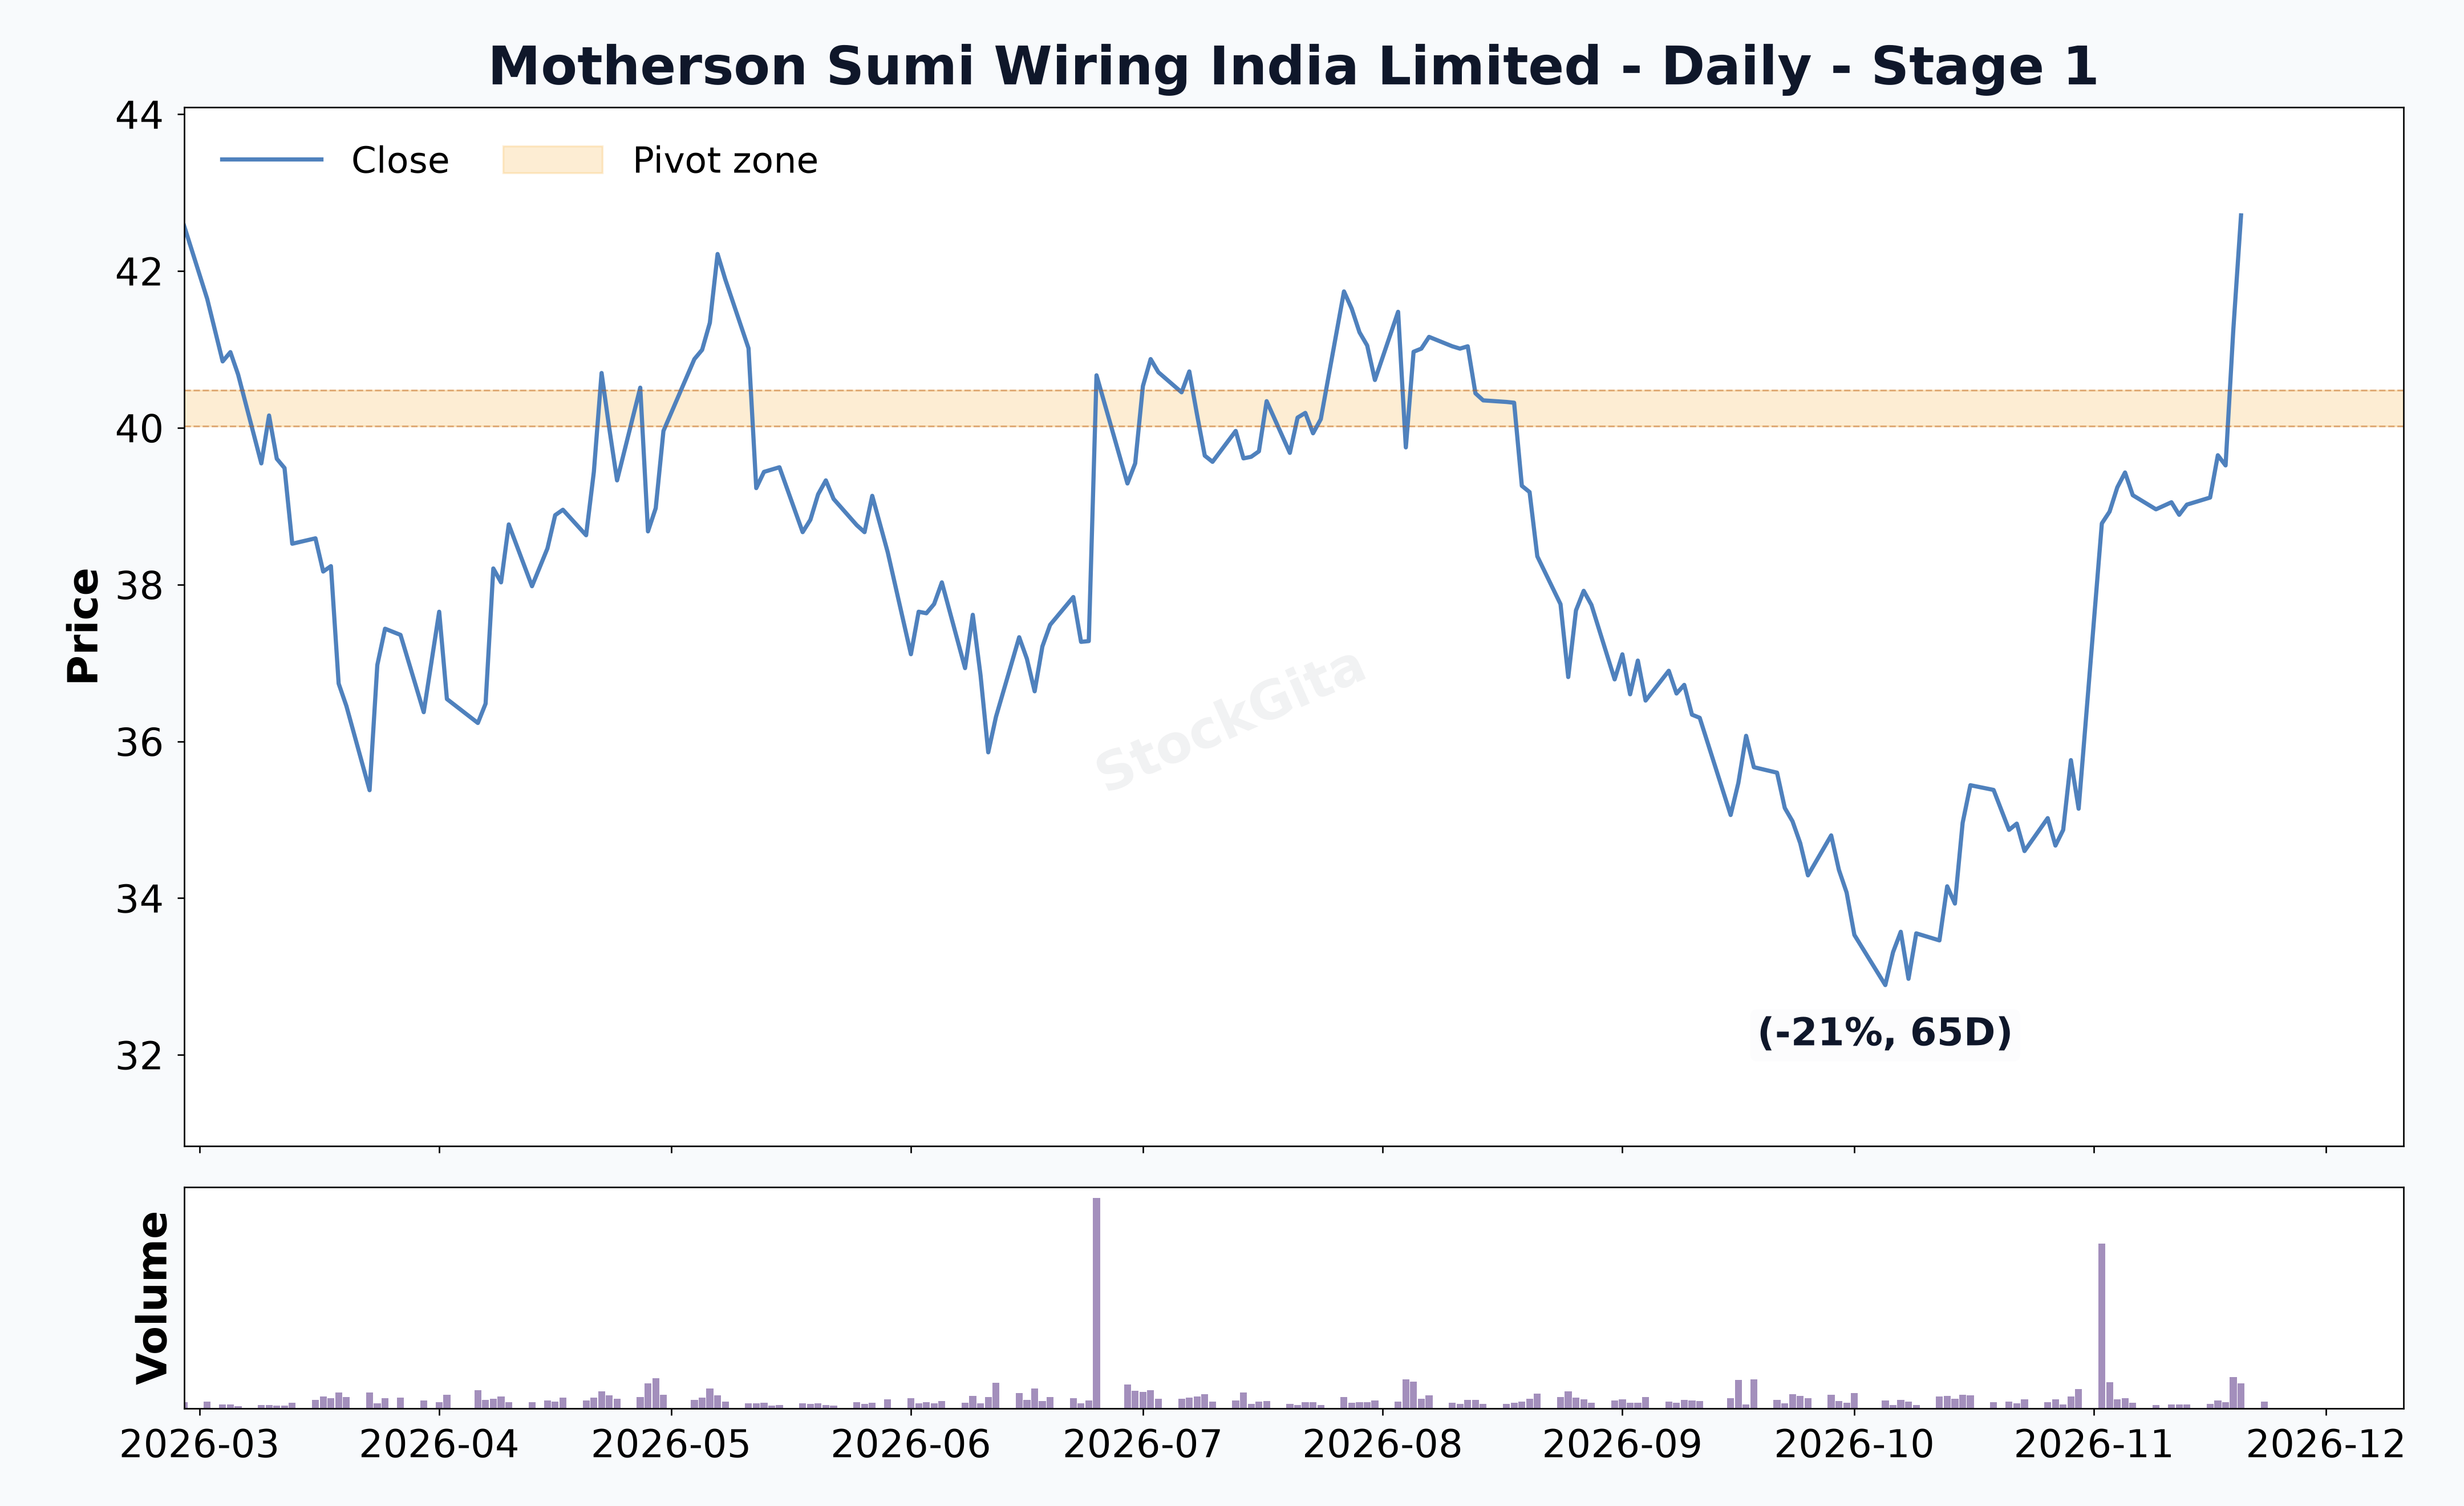 Motherson Sumi Wiring India Limited - Daily - Stage 1
Close
Pivot zone
Price
44
42
40
38
36
34
32
StockGita
(-21%, 65D)
Volume
2026-03
2026-04
2026-05
2026-06
2026-07
2026-08
2026-09
2026-10
2026-11
2026-12